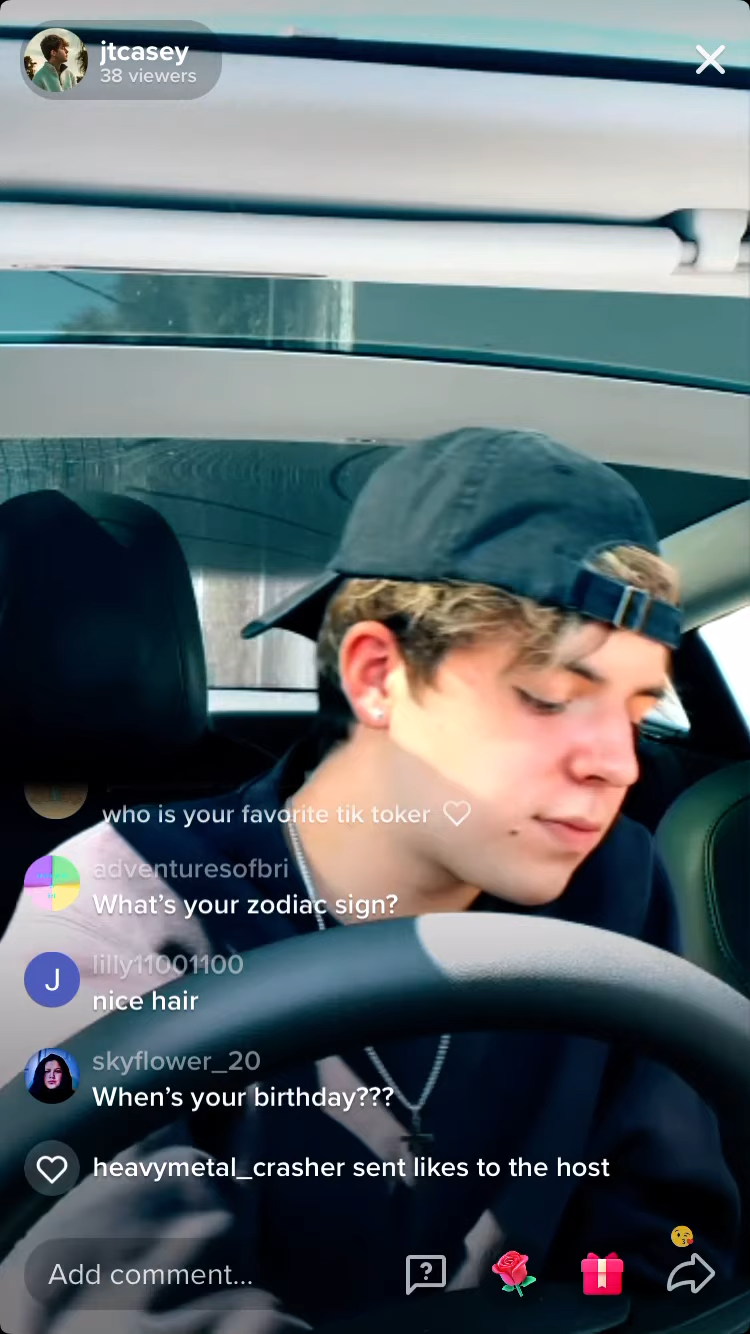 jtcasey
38 viewers
who is your favorite tik toker
adventuresofbri
What’s your zodiac sign?
J
lilly11001100
nice hair
skyflower_20
When’s your birthday???
heavymetal_crasher sent likes to the host
Add comment...